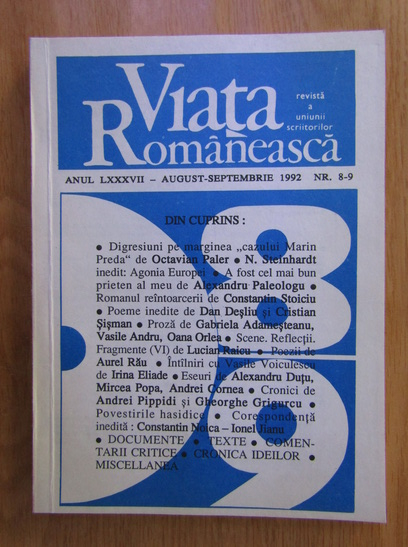 Viața
Românească
revistă
a
uniunii
scriitorilor
ANUL LXXXVII – AUGUST-SEPTEMBRIE 1992 NR. 8-9
8
9
DIN CUPRINS :
• Digresiuni pe marginea „cazului Marin
Preda“ de Octavian Paler • N. Steinhardt
inedit: Agonia Europei • A fost cel mai bun
prieten al meu de Alexandru Paleologu •
Romanul reîntoarcerii de Constantin Stoiciu
• Poeme inedite de Dan Deșliu și Cristian
Șișman • Proză de Gabriela Adameșteanu,
Vasile Andru, Oana Orlea • Scene. Reflecții.
Fragmente (VI) de Lucian Raicu • Poezii de
Aurel Rău • Întîlniri cu Vasile Voiculescu
de Irina Eliade • Eseuri de Alexandru Duțu,
Mircea Popa, Andrei Cornea • Cronici de
Andrei Pippidi și Gheorghe Grigurcu •
Povestirile hasidice • Corespondență
inedită : Constantin Noica – Ionel Jianu
• DOCUMENTE • TEXTE • COMEN-
TARII CRITICE • CRONICA IDEILOR •
MISCELLANEA